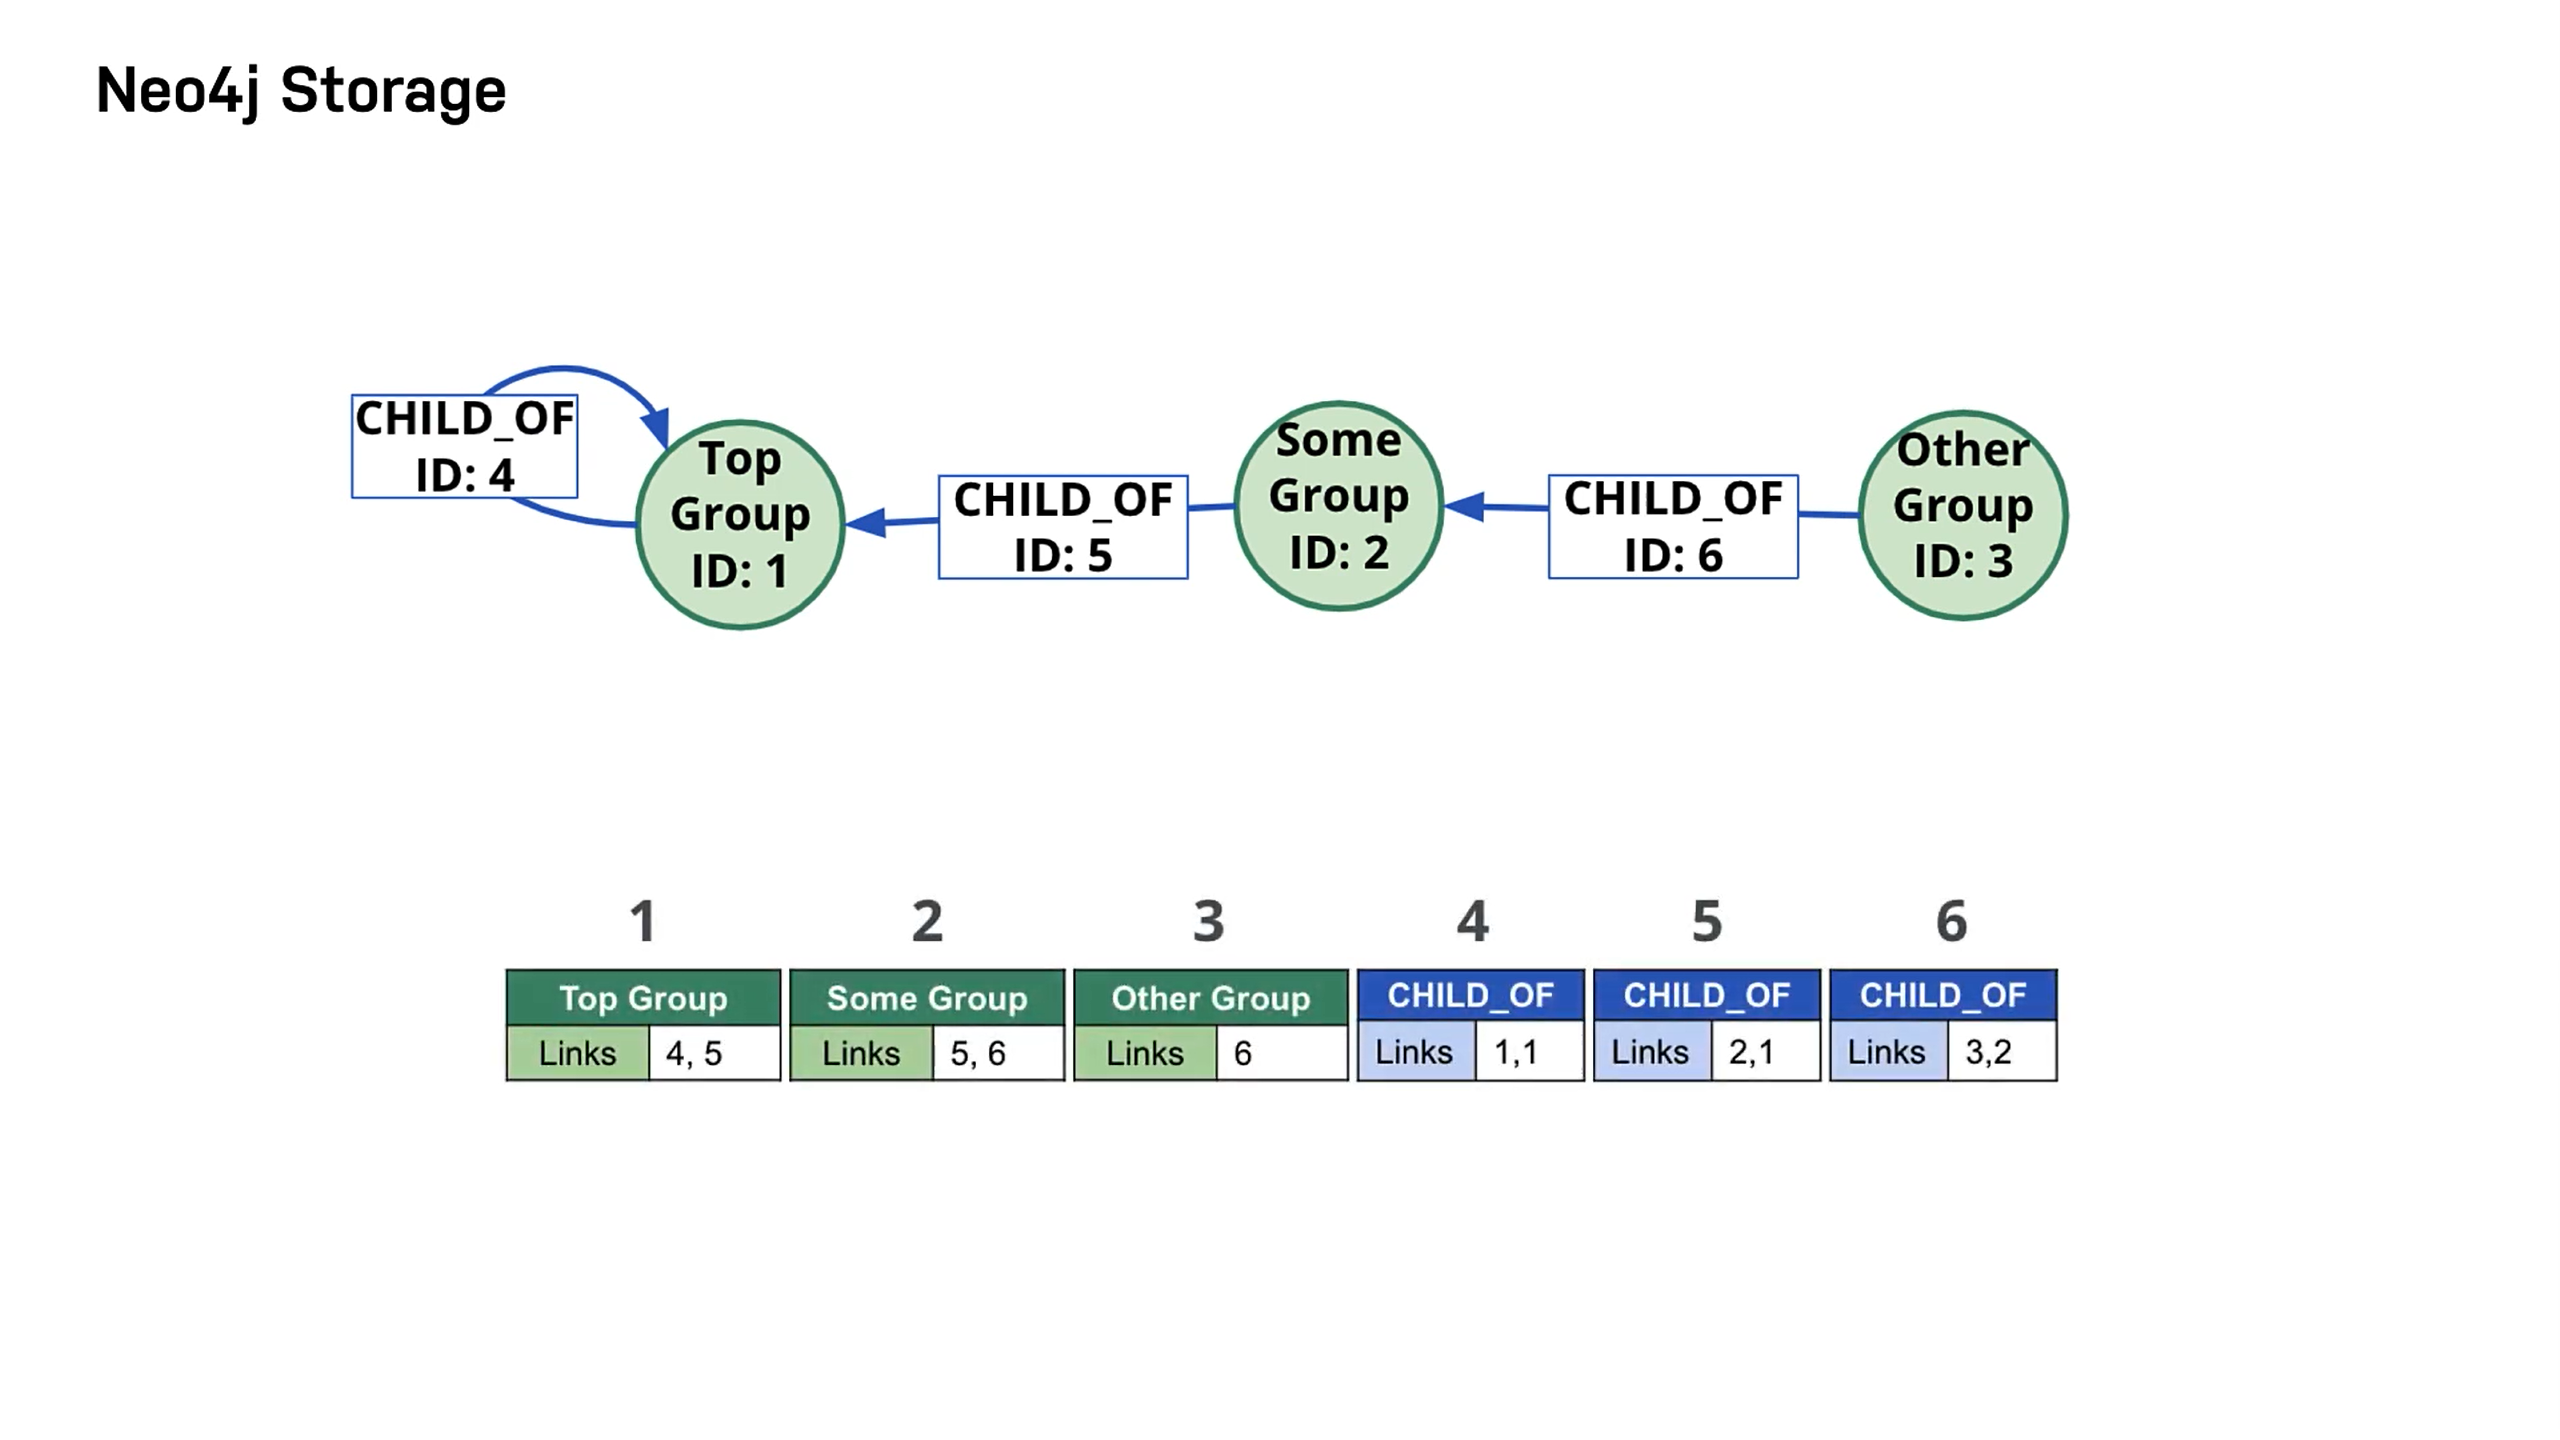 Neo4j Storage
CHILD_OF
ID: 4
Top
Group
ID: 1
CHILD_OF
ID: 5
Some
Group
ID: 2
CHILD_OF
ID: 6
Other
Group
ID: 3
1 2 3 4 5 6
Top Group Some Group Other Group CHILD_OF CHILD_OF CHILD_OF
Links 4, 5 Links 5, 6 Links 6 Links 1,1 Links 2,1 Links 3,2